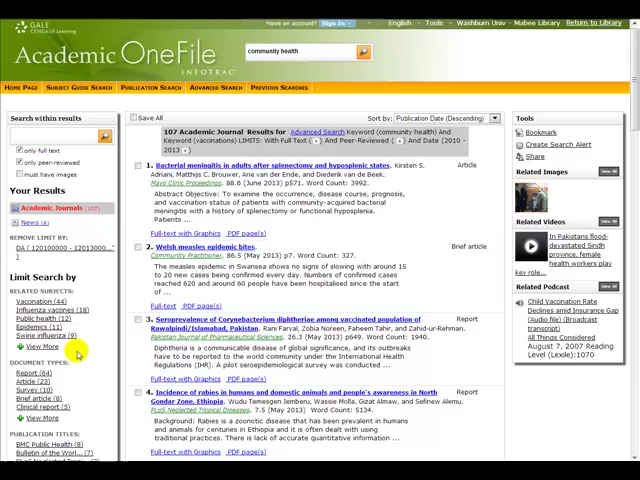 GALE
CENGAGE Learning
Have an account? Sign In
English - Tools - Washburn Univ - Mabee Library Return to Library
Academic OneFile
INFOTRAC
community health
HOME PAGE SUBJECT GUIDE SEARCH PUBLICATION SEARCH ADVANCED SEARCH PREVIOUS SEARCHES
Search within results
only full text
only peer-reviewed
must have images
Your Results
Academic Journals (107)
News (6)
REMOVE LIMIT BY:
DA ( 120100000 - 12013000..."
)
Limit Search by
RELATED SUBJECTS:
Vaccination (44)
Influenza vaccines (18)
Public health (12)
Epidemics (11)
Swine influenza (9)
View More
DOCUMENT TYPES:
Report (64)
Article (23)
Survey (10)
Brief article (8)
Clinical report (5)
View More
PUBLICATION TITLES:
BMC Public Health (8)
Bulletin of the Worl... (7)
Save All
Sort by: Publication Date (Descending)
107 Academic Journal Results for Advanced Search Keyword (community health) And
Keyword (vaccinations) LIMITS: With Full Text ( x ) And Peer-Reviewed ( x ) And Date (2010 -
2013 x )
1. Bacterial meningitis in adults after splenectomy and hyposplenic states. Kirsten S.
Adriani, Matthijs C. Brouwer, Arie van der Ende, and Diederik van de Beek.
Mayo Clinic Proceedings. 88.6 (June 2013) p571. Word Count: 3992.
Article
Abstract Objective: To examine the occurrence, disease course, prognosis,
and vaccination status of patients with community-acquired bacterial
meningitis with a history of splenectomy or functional hyposplenia.
Patients ...
Full-text with Graphics PDF page(s)
2. Welsh measles epidemic bites.
Community Practitioner. 86.5 (May 2013) p7. Word Count: 327.
Brief article
The measles epidemic in Swansea shows no signs of slowing with around 15
to 20 new cases being confirmed every day. Numbers of confirmed cases
reached 620 and around 60 people have been hospitalised since the start
of ...
Full-text PDF page(s)
3. Seroprevalence of Corynebacterium diphtheriae among vaccinated population of
Rawalpindi/Islamabad, Pakistan. Rani Faryal, Zobia Noreen, Faheem Tahir, and Zahid-ur-Rehman.
Pakistan Journal of Pharmaceutical Sciences. 26.3 (May 2013) p649. Word Count: 1940.
Report
Diphtheria is a communicable disease of global significance, and its outbreaks
have to be reported to the world community under the International Health
Regulations (IHR). A pilot seroepidemiological survey was conducted ...
Full-text with Graphics PDF page(s)
4. Incidence of rabies in humans and domestic animals and people's awareness in North
Gondar Zone, Ethiopia. Wudu Temesgen Jemberu, Wassie Molla, Gizat Almaw, and Sefinew Alemu.
PLoS Neglected Tropical Diseases. 7.5 (May 2013) Word Count: 5134.
Report
Background: Rabies is a zoonotic disease that has been prevalent in humans
and animals for centuries in Ethiopia and it is often dealt with using
traditional practices. There is lack of accurate quantitative information ...
Full-text with Graphics PDF page(s)
Tools
Bookmark
Create Search Alert
Share
Related Images View All
Related Videos View All
In Pakistans flood-
devastated Sindh
province, female
health workers play
key role...
Related Podcast View All
Child Vaccination Rate
Declines amid Insurance Gap
(Audio file) (Broadcast
transcript)
All Things Considered
August 7, 2007 Reading
Level (Lexile):1070